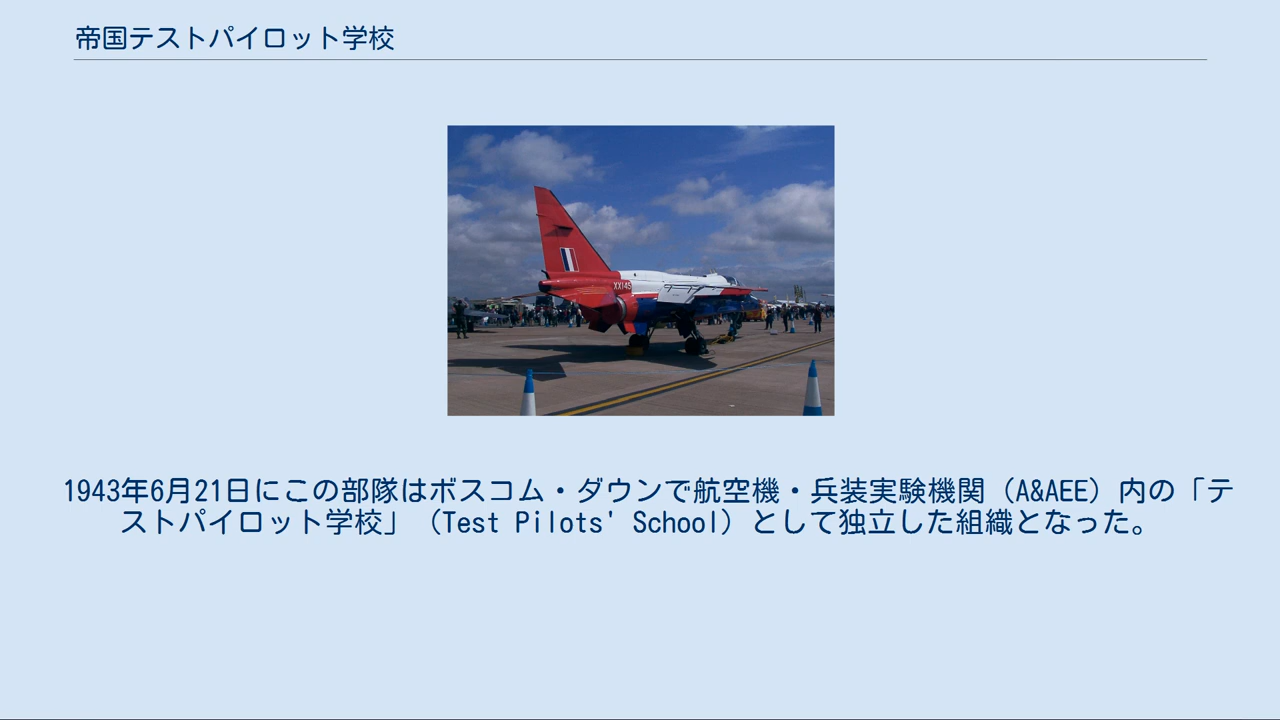 帝国テストパイロット学校
XX145
1943年6月21日にこの部隊はボスコム・ダウンで航空機・兵装実験機関（A&AEE）内の「テ
ストパイロット学校」（Test Pilots' School）として独立した組織となった。